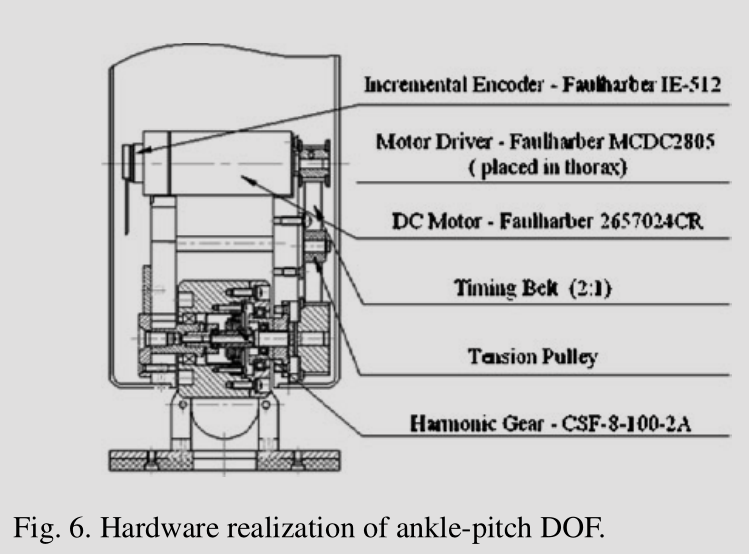 Incremental Encoder - Faulharber IE-512
Motor Driver - Faulharber MCDC2805
( placed in thorax)
DC Motor - Faulharber 2657024CR
Timing Belt (2:1)
Tension Pulley
Harmonic Gear - CSF-8-100-2A
Fig. 6. Hardware realization of ankle-pitch DOF.